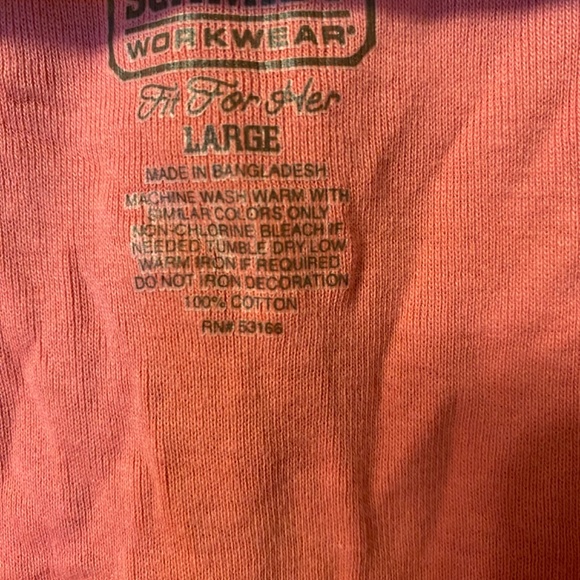 WORKWEAR®
Fit For Her
LARGE
MADE IN BANGLADESH
MACHINE WASH WARM WITH
SIMILAR COLORS ONLY
NON-CHLORINE BLEACH IF
NEEDED TUMBLE DRY LOW
WARM IRON IF REQUIRED
DO NOT IRON DECORATION
100% COTTON
RN# 53166